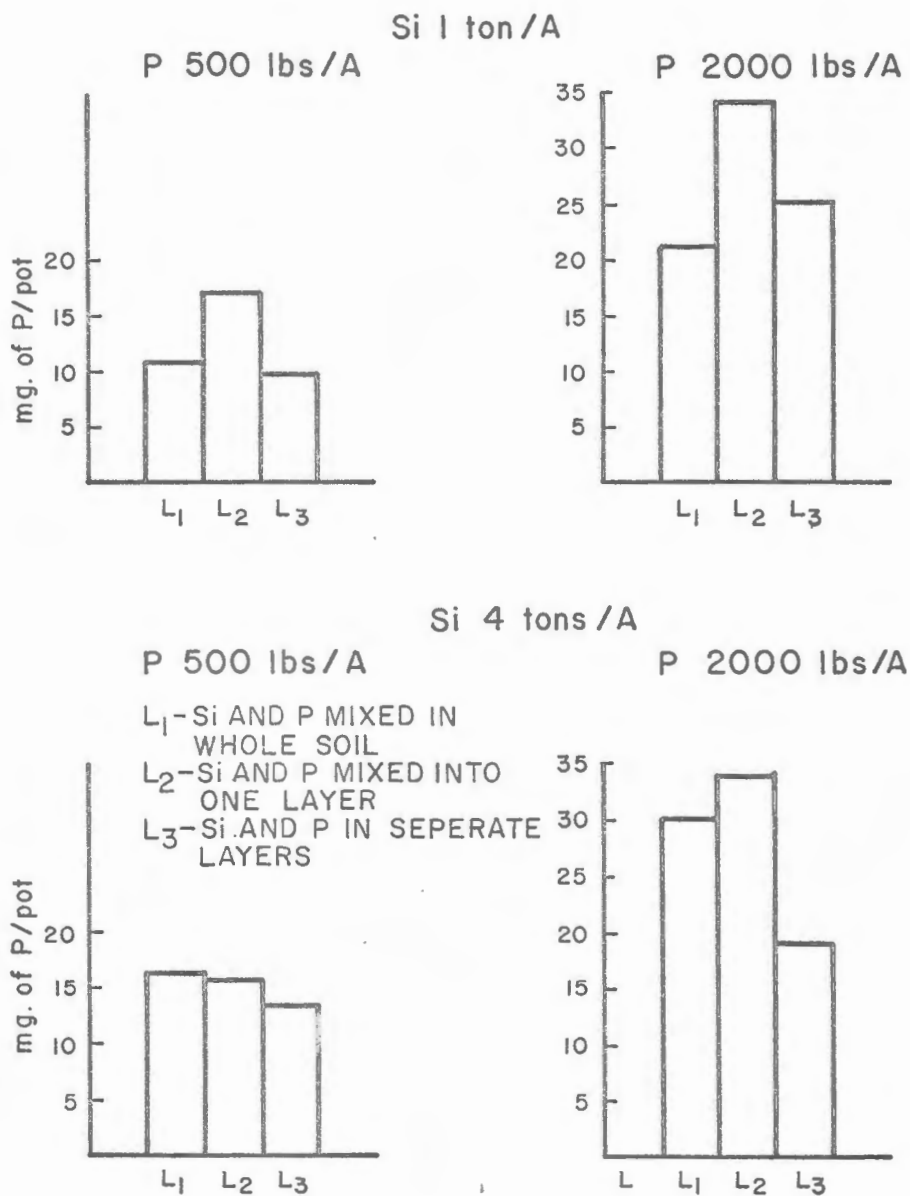 Si 1 ton/A
P 500 lbs/A
P 2000 lbs/A
mg. of P/pot
20
15
10
5
L1 L2 L3
35
30
25
20
15
10
5
L1 L2 L3
Si 4 tons/A
P 500 lbs/A
P 2000 lbs/A
L1-Si AND P MIXED IN
WHOLE SOIL
L2-Si AND P MIXED INTO
ONE LAYER
L3-Si AND P IN SEPERATE
LAYERS
mg. of P/pot
20
15
10
5
L1 L2 L3
35
30
25
20
15
10
5
L L1 L2 L3